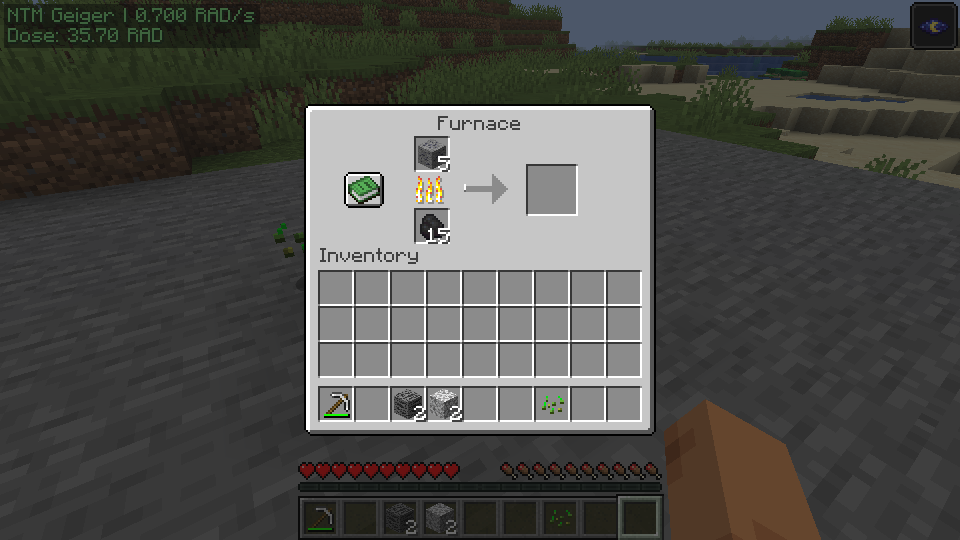 NTM Geiger | 0.700 RAD/s
Dose: 35.70 RAD
Furnace
5
15
Inventory
2 2
2 2